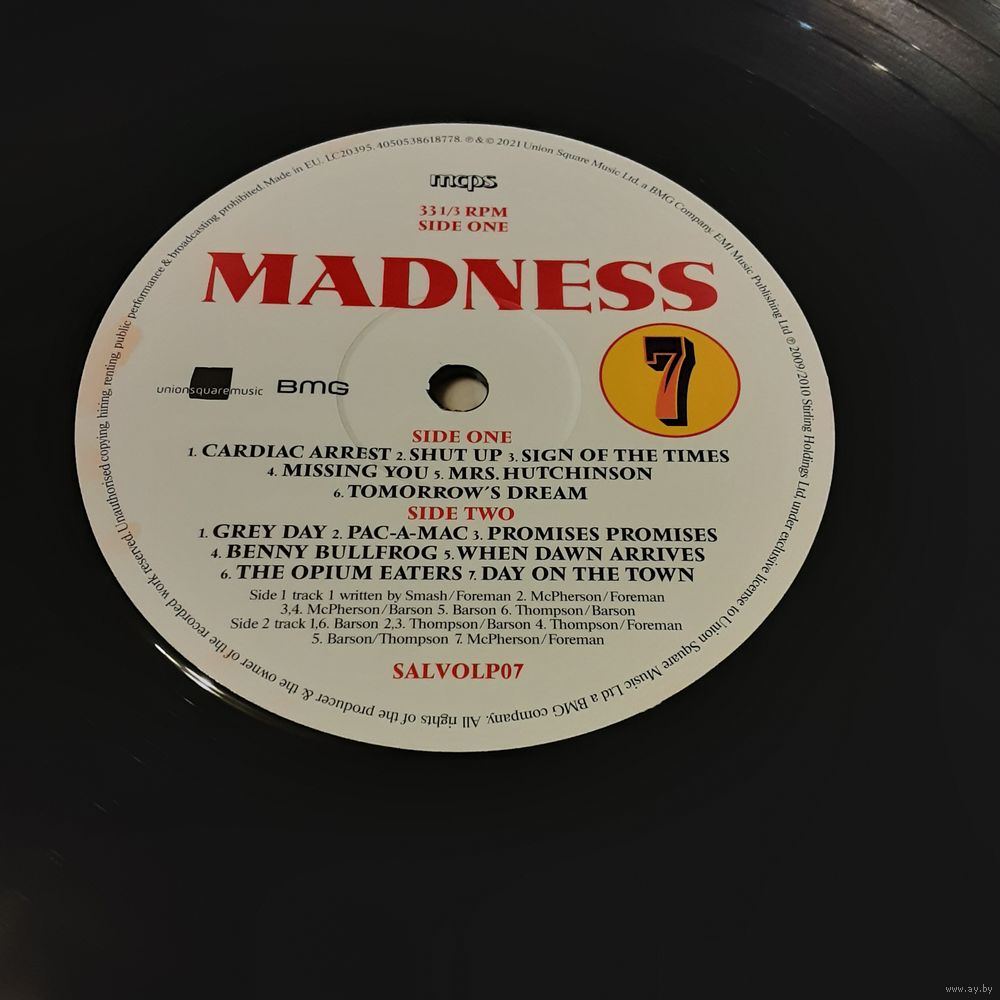 Unauthorised copying, hiring, renting, public performance & broadcasting prohibited. Made in EU. LC20395. 4050538618778. ℗ & © 2021 Union Square Music Ltd. a BMG Company. EMI Music Publishing Ltd ℗ 2009/2010 Stirling Holdings Ltd, under exclusive license to Union Square Music Ltd a BMG company. All rights of the producer & the owner of the recorded work reserved.
mcps
33 1/3 RPM
SIDE ONE
MADNESS
7
unionsquaremusic BMG
SIDE ONE
1. CARDIAC ARREST 2. SHUT UP 3. SIGN OF THE TIMES
4. MISSING YOU 5. MRS. HUTCHINSON
6. TOMORROW'S DREAM
SIDE TWO
1. GREY DAY 2. PAC-A-MAC 3. PROMISES PROMISES
4. BENNY BULLFROG 5. WHEN DAWN ARRIVES
6. THE OPIUM EATERS 7. DAY ON THE TOWN
Side 1 track 1 written by Smash/Foreman 2. McPherson/Foreman
3,4. McPherson/Barson 5. Barson 6. Thompson/Barson
Side 2 track 1,6. Barson 2,3. Thompson/Barson 4. Thompson/Foreman
5. Barson/Thompson 7. McPherson/Foreman
SALVOLP07
www.ay.by